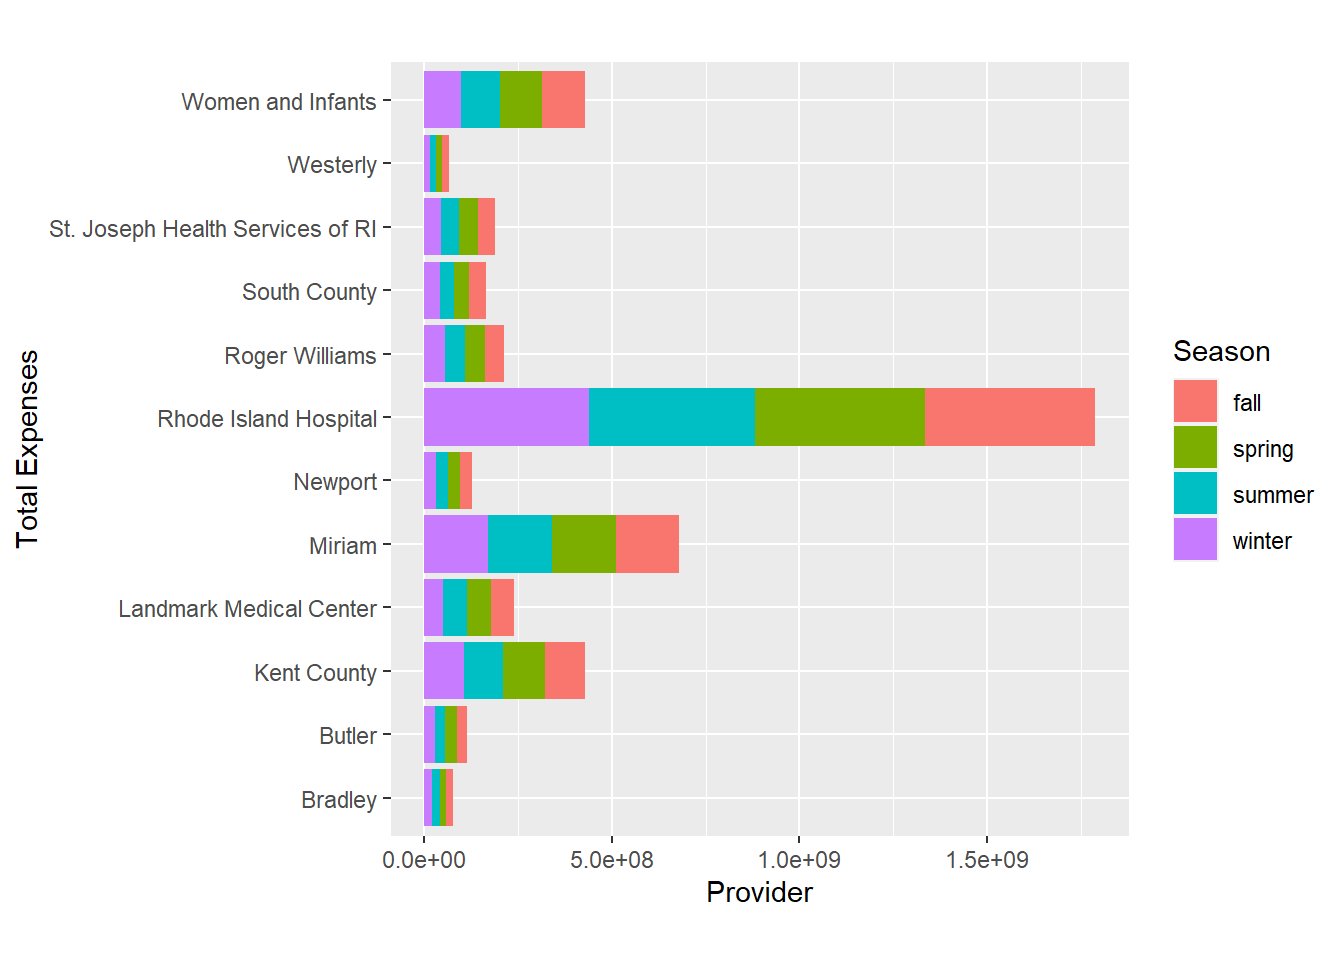 Women and Infants
Westerly
St. Joseph Health Services of RI
South County
Roger Williams
Rhode Island Hospital
Newport
Miriam
Landmark Medical Center
Kent County
Butler
Bradley
Total Expenses
0.0e+00 5.0e+08 1.0e+09 1.5e+09
Provider
Season
fall
spring
summer
winter